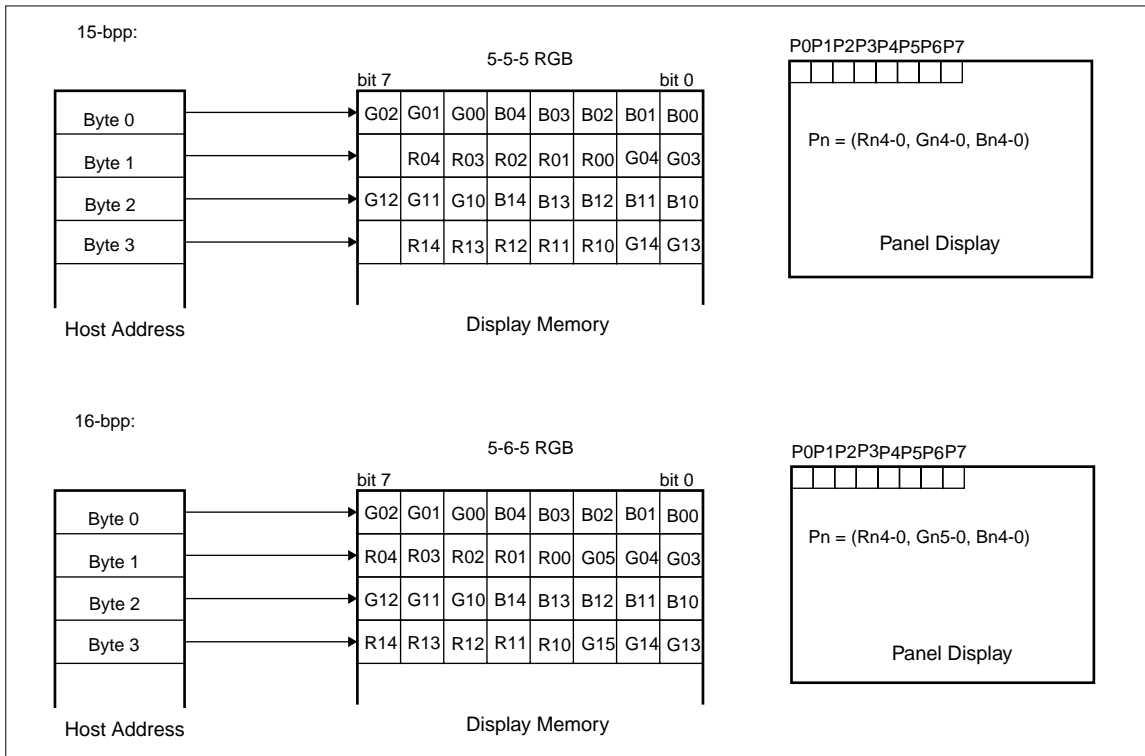 15-bpp:
5-5-5 RGB
bit 7 bit 0
Byte 0 G02 G01 G00 B04 B03 B02 B01 B00
Byte 1 R04 R03 R02 R01 R00 G04 G03
Byte 2 G12 G11 G10 B14 B13 B12 B11 B10
Byte 3 R14 R13 R12 R11 R10 G14 G13
Host Address
Display Memory
P0P1P2P3P4P5P6P7
Pn = (Rn4-0, Gn4-0, Bn4-0)
Panel Display
16-bpp:
5-6-5 RGB
bit 7 bit 0
Byte 0 G02 G01 G00 B04 B03 B02 B01 B00
Byte 1 R04 R03 R02 R01 R00 G05 G04 G03
Byte 2 G12 G11 G10 B14 B13 B12 B11 B10
Byte 3 R14 R13 R12 R11 R10 G15 G14 G13
Host Address
Display Memory
P0P1P2P3P4P5P6P7
Pn = (Rn4-0, Gn5-0, Bn4-0)
Panel Display